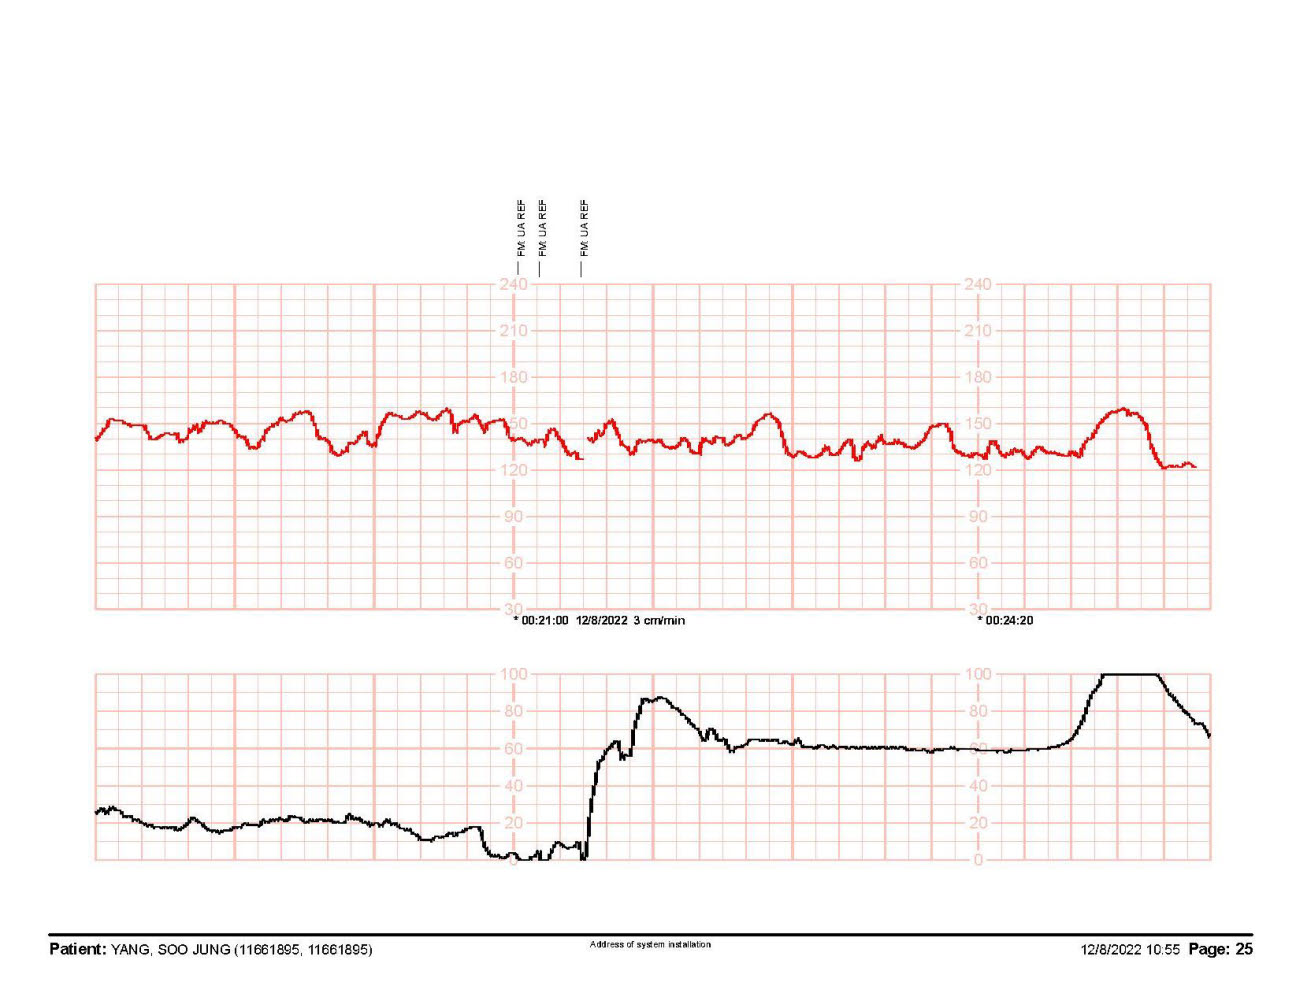 FM: UA REF
FM: UA REF
FM: UA REF
240 240
210 210
180 180
150 150
120 120
90 90
60 60
30 30
* 00:21:00 12/8/2022 3 cm/min * 00:24:20
100 100
80 80
60 60
40 40
20 20
0 0
Patient: YANG, SOO JUNG (11661895, 11661895) Address of system installation 12/8/2022 10:55 Page: 25